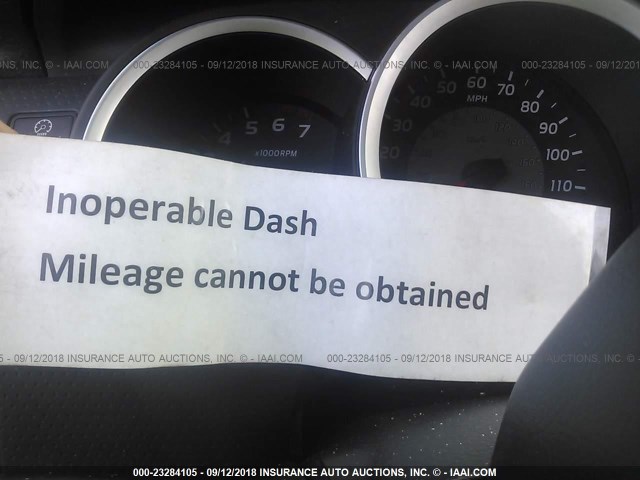 INC. - IAAI.COM 000-23284105 - 09/12/2018 INSURANCE AUTO AUCTIONS, INC. - IAAI.COM 000-23284105 - 09/12/2018
60
50 70
MPH
40 80
30 90
4 5 6 7 20 100
x1000RPM
110
Inoperable Dash
Mileage cannot be obtained
- 09/12/2018 INSURANCE AUTO AUCTIONS, INC. - IAAI.COM 000-23284105 - 09/12/2018 INSURANCE AUTO AUCTIONS, INC. - IAAI.COM
000-23284105 - 09/12/2018 INSURANCE AUTO AUCTIONS, INC. - IAAI.COM